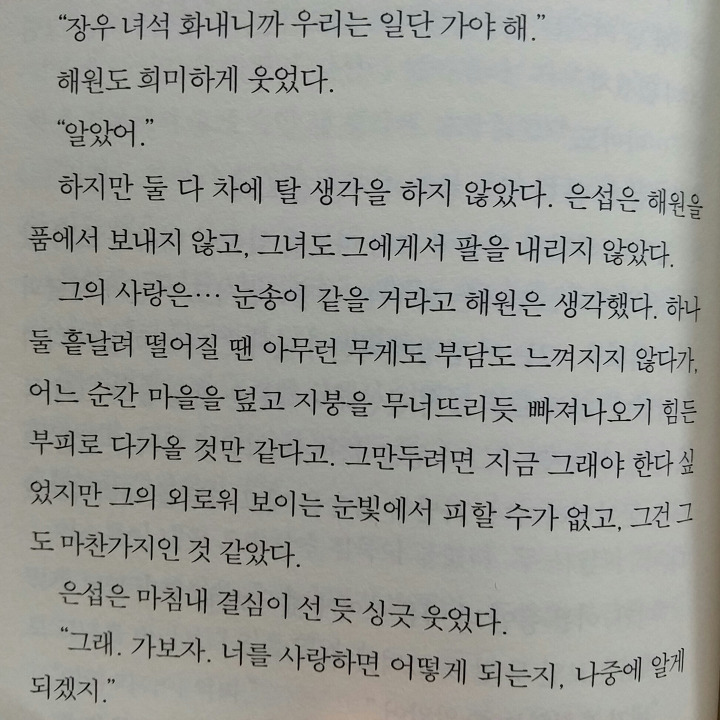 “장우 녀석 화내니까 우리는 일단 가야 해.”
해원도 희미하게 웃었다.
“알았어.”
하지만 둘 다 차에 탈 생각을 하지 않았다. 은섭은 해원을
품에서 보내지 않고, 그녀도 그에게서 팔을 내리지 않았다.
그의 사랑은… 눈송이 같을 거라고 해원은 생각했다. 하나
둘 흩날려 떨어질 땐 아무런 무게도 부담도 느껴지지 않다가,
어느 순간 마을을 덮고 지붕을 무너뜨리듯 빠져나오기 힘든
부피로 다가올 것만 같다고. 그만두려면 지금 그래야 한다 싶
었지만 그의 외로워 보이는 눈빛에서 피할 수가 없고, 그건 그
도 마찬가지인 것 같았다.
은섭은 마침내 결심이 선 듯 싱긋 웃었다.
“그래. 가보자. 너를 사랑하면 어떻게 되는지, 나중에 알게
되겠지.”